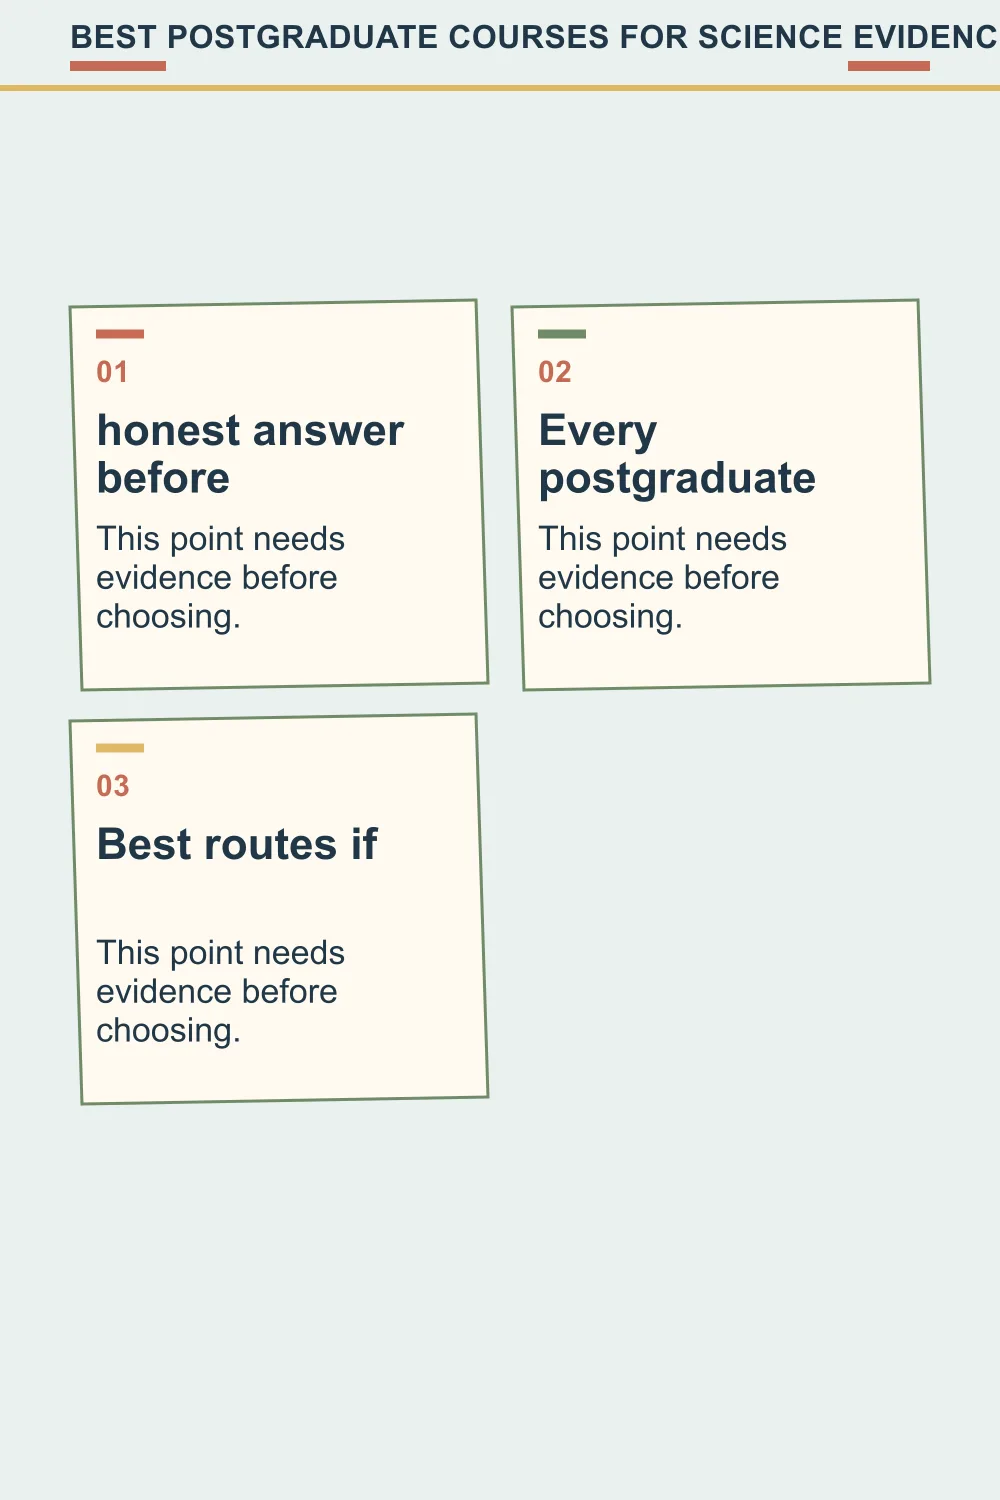 BEST POSTGRADUATE COURSES FOR SCIENCE EVIDENC
01
honest answer
before
This point needs
evidence before
choosing.
02
Every
postgraduate
This point needs
evidence before
choosing.
03
Best routes if
This point needs
evidence before
choosing.